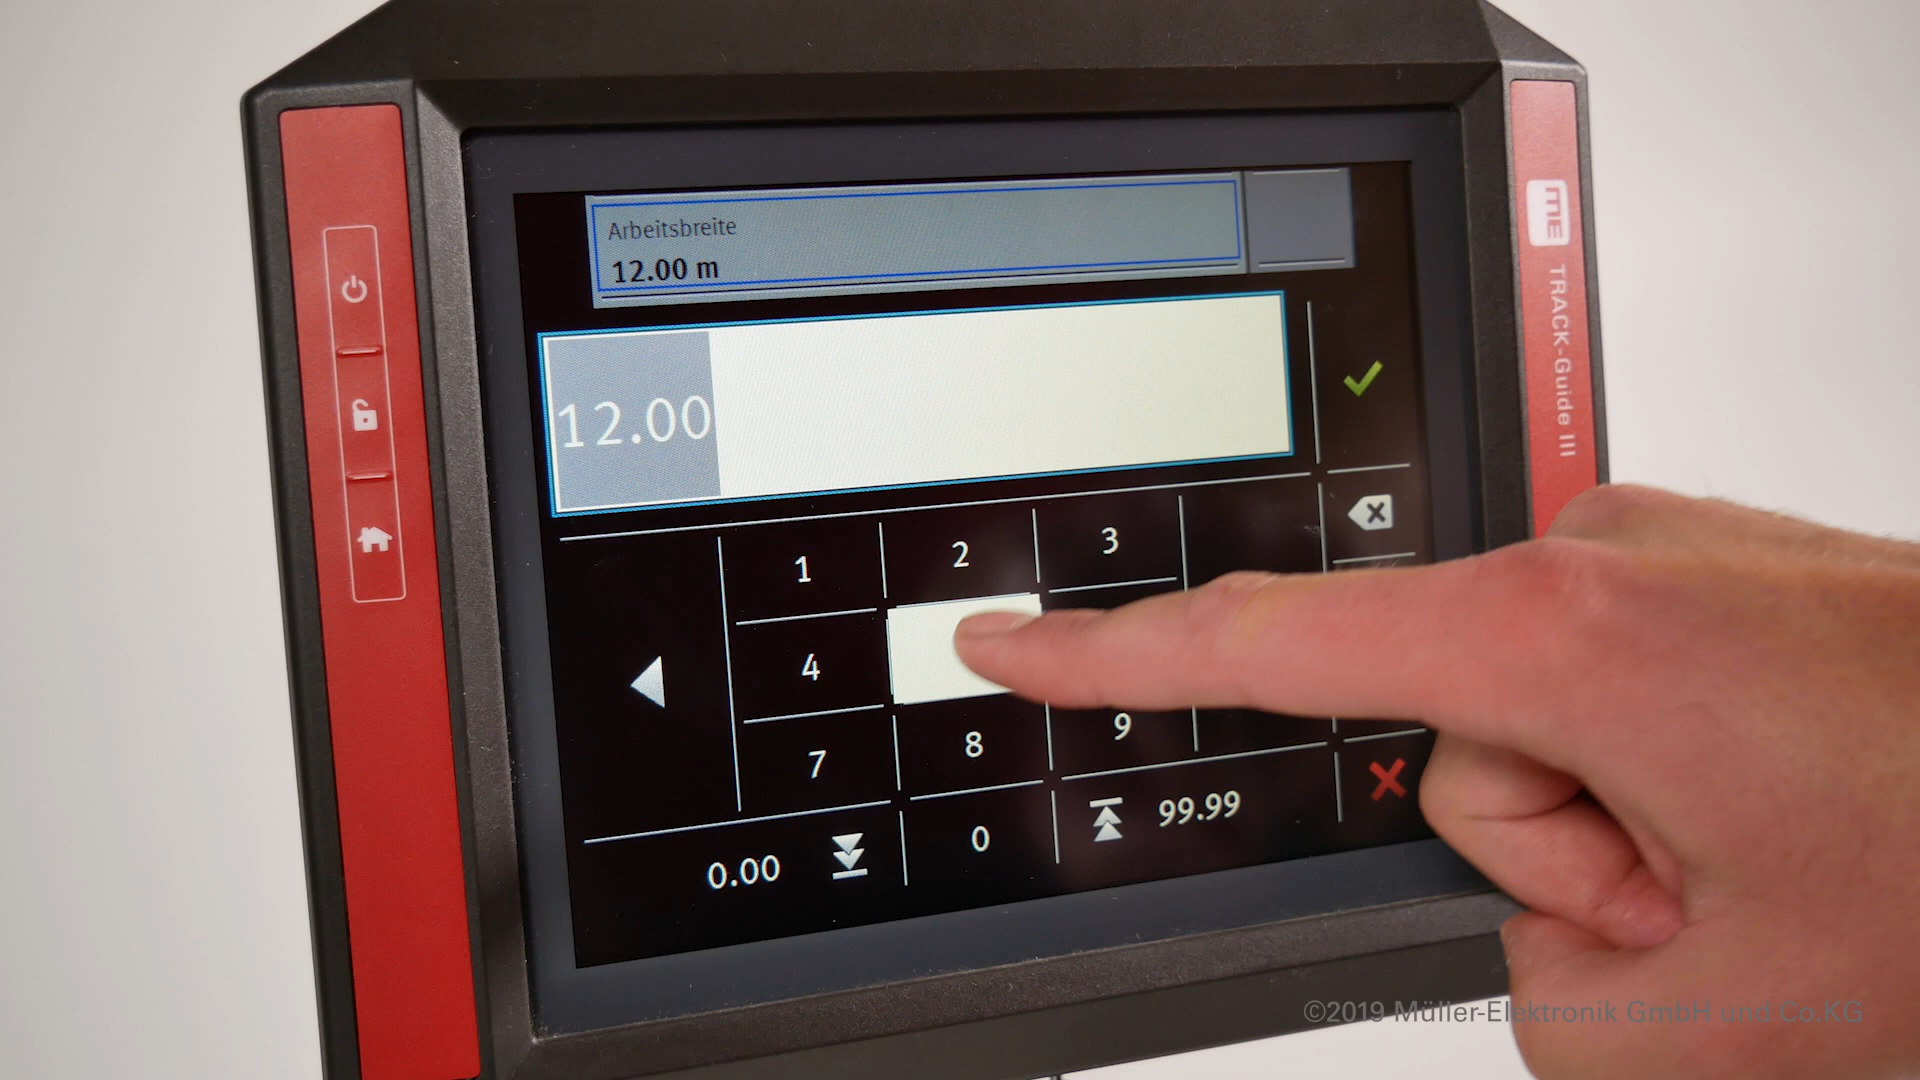 Arbeitsbreite
12.00 m
12.00
1 2 3
4
7 8 9
0.00 0 99.99
ME
TRACK-Guide III
©2019 Müller-Elektronik GmbH und Co.KG